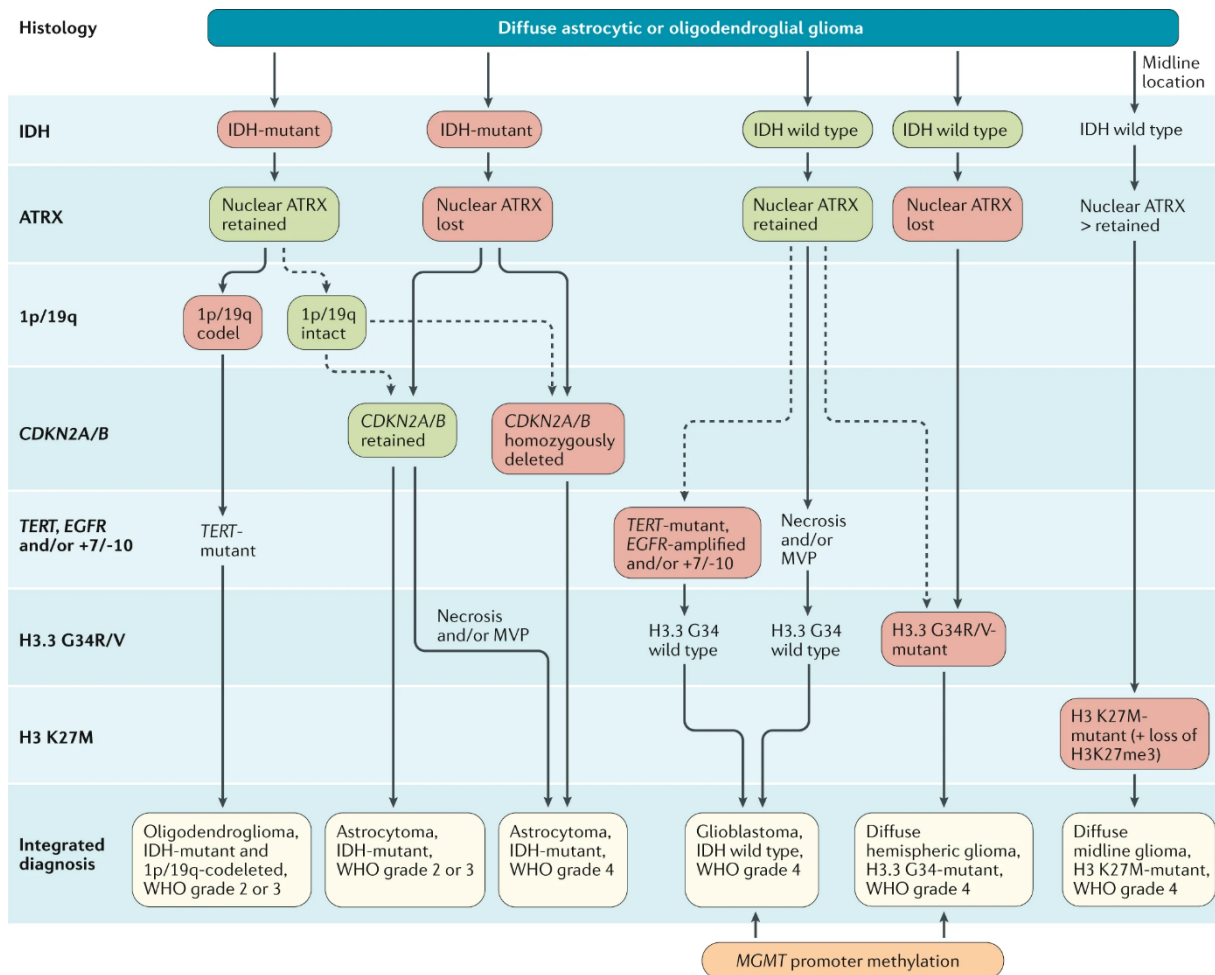 Histology
Diffuse astrocytic or oligodendroglial glioma
Midline
location
IDH
IDH-mutant
IDH-mutant
IDH wild type
IDH wild type
IDH wild type
ATRX
Nuclear ATRX
retained
Nuclear ATRX
lost
Nuclear ATRX
retained
Nuclear ATRX
lost
Nuclear ATRX
> retained
1p/19q
1p/19q
codel
1p/19q
intact
CDKN2A/B
CDKN2A/B
retained
CDKN2A/B
homozygously
deleted
TERT, EGFR
and/or +7/-10
TERT-
mutant
TERT-mutant,
EGFR-amplified
and/or +7/-10
Necrosis
and/or
MVP
H3.3 G34R/V
Necrosis
and/or MVP
H3.3 G34
wild type
H3.3 G34
wild type
H3.3 G34R/V-
mutant
H3 K27M
H3 K27M-
mutant (+ loss of
H3K27me3)
Integrated
diagnosis
Oligodendroglioma,
IDH-mutant and
1p/19q-codeleted,
WHO grade 2 or 3
Astrocytoma,
IDH-mutant,
WHO grade 2 or 3
Astrocytoma,
IDH-mutant,
WHO grade 4
Glioblastoma,
IDH wild type,
WHO grade 4
Diffuse
hemispheric glioma,
H3.3 G34-mutant,
WHO grade 4
Diffuse
midline glioma,
H3 K27M-mutant,
WHO grade 4
MGMT promoter methylation